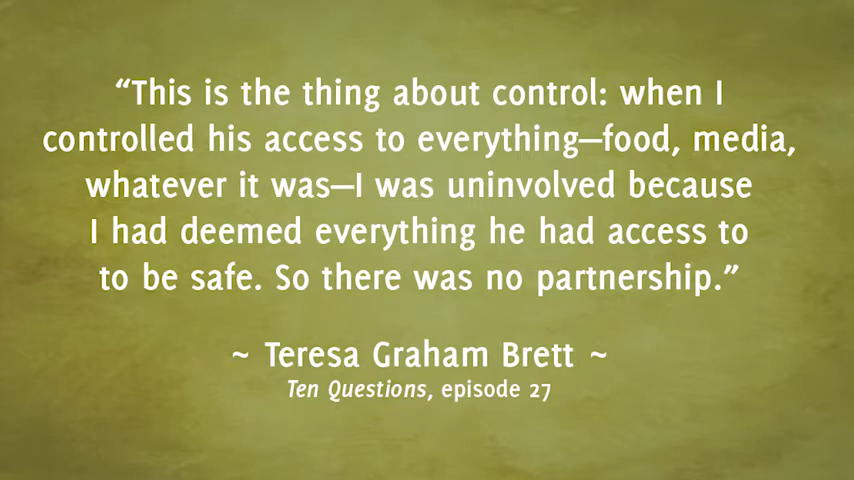 “This is the thing about control: when I
controlled his access to everything—food, media,
whatever it was—I was uninvolved because
I had deemed everything he had access to
to be safe. So there was no partnership.”
~ Teresa Graham Brett ~
Ten Questions, episode 27